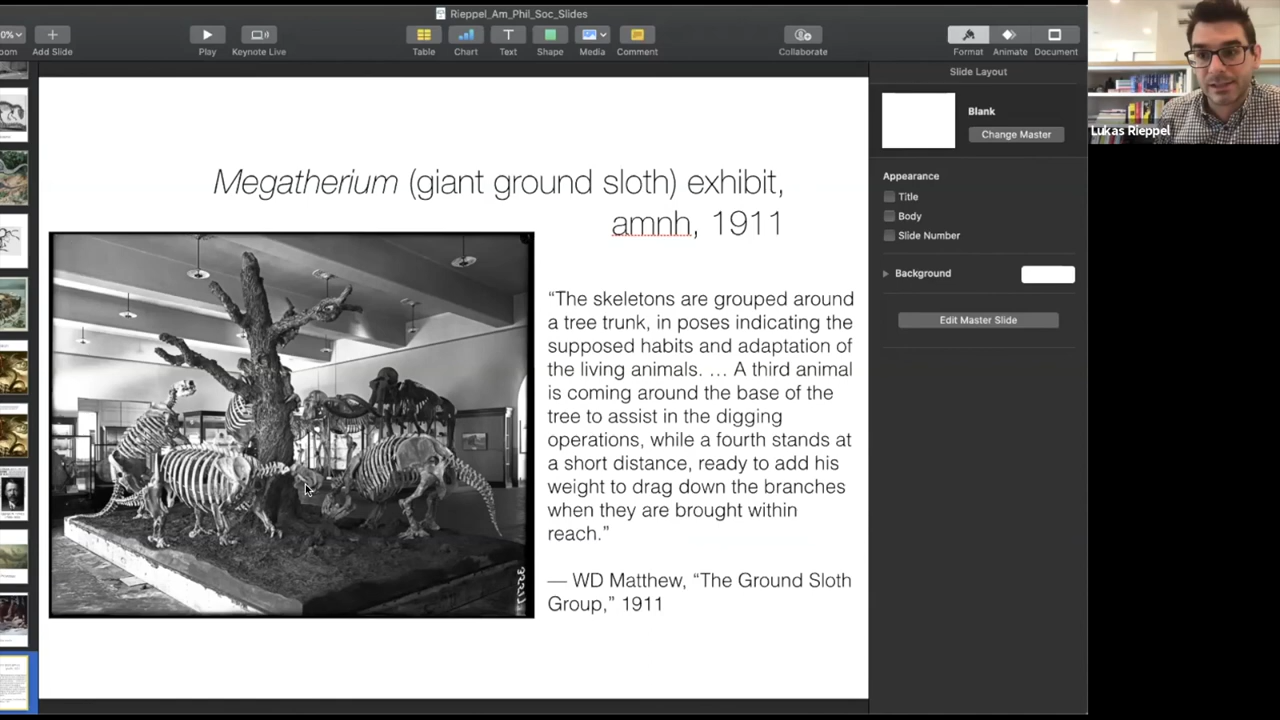 Rieppel_Am_Phil_Soc_Slides
0%
oom
Add Slide
Play
Keynote Live
Table
Chart
Text
Shape
Media
Comment
Collaborate
Format
Animate
Document
Slide Layout
Blank
Change Master
Appearance
Title
Body
Slide Number
Background
Edit Master Slide
Lukas Rieppel
Megatherium (giant ground sloth) exhibit,
amnh, 1911
“The skeletons are grouped around
a tree trunk, in poses indicating the
supposed habits and adaptation of
the living animals. … A third animal
is coming around the base of the
tree to assist in the digging
operations, while a fourth stands at
a short distance, ready to add his
weight to drag down the branches
when they are brought within
reach.”
— WD Matthew, “The Ground Sloth
Group,” 1911